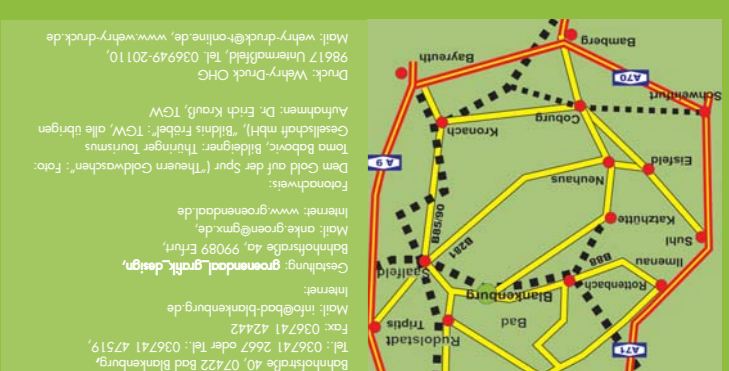 Bahnhofstraße 40, 07422 Bad Blankenburg,
Tel.: 036741 2667 oder Tel.: 036741 47519,
Fax: 036741 42442
Mail: info@bad-blankenburg.de
Internet:
Gestaltung: groenendaal_grafik_design,
Bahnhofsraße 4a, 99089 Erfurt,
Mail: anke.groen@gmx.de,
Internet: www.groenendaal.de
Fotonachweis:
Dem Gold auf der Spur ("Theuern Goldwaschen": Foto:
Toma Babovic, Bildeigner: Thüringer Tourismus
Gesellschaft mbH), "Bildnis Fröbel": TGW, alle übrigen
Aufnahmen: Dr. Erich Krauß, TGW
Druck: Wehry-Druck OHG
98617 Untermaßfeld, Tel. 036949-20110,
Mail: wehry-druck@t-online.de, www.wehry-druck.de
A71
Rudolstadt
Triptis
Bad
Blankenburg
Rottenbach
Ilmenau
B88
B281
Saalfeld
B85/90
Suhl
Katzhütte
Neuhaus
Eisfeld
A 9
Kronach
Coburg
Schweinfurt
A70
Bamberg
Bayreuth